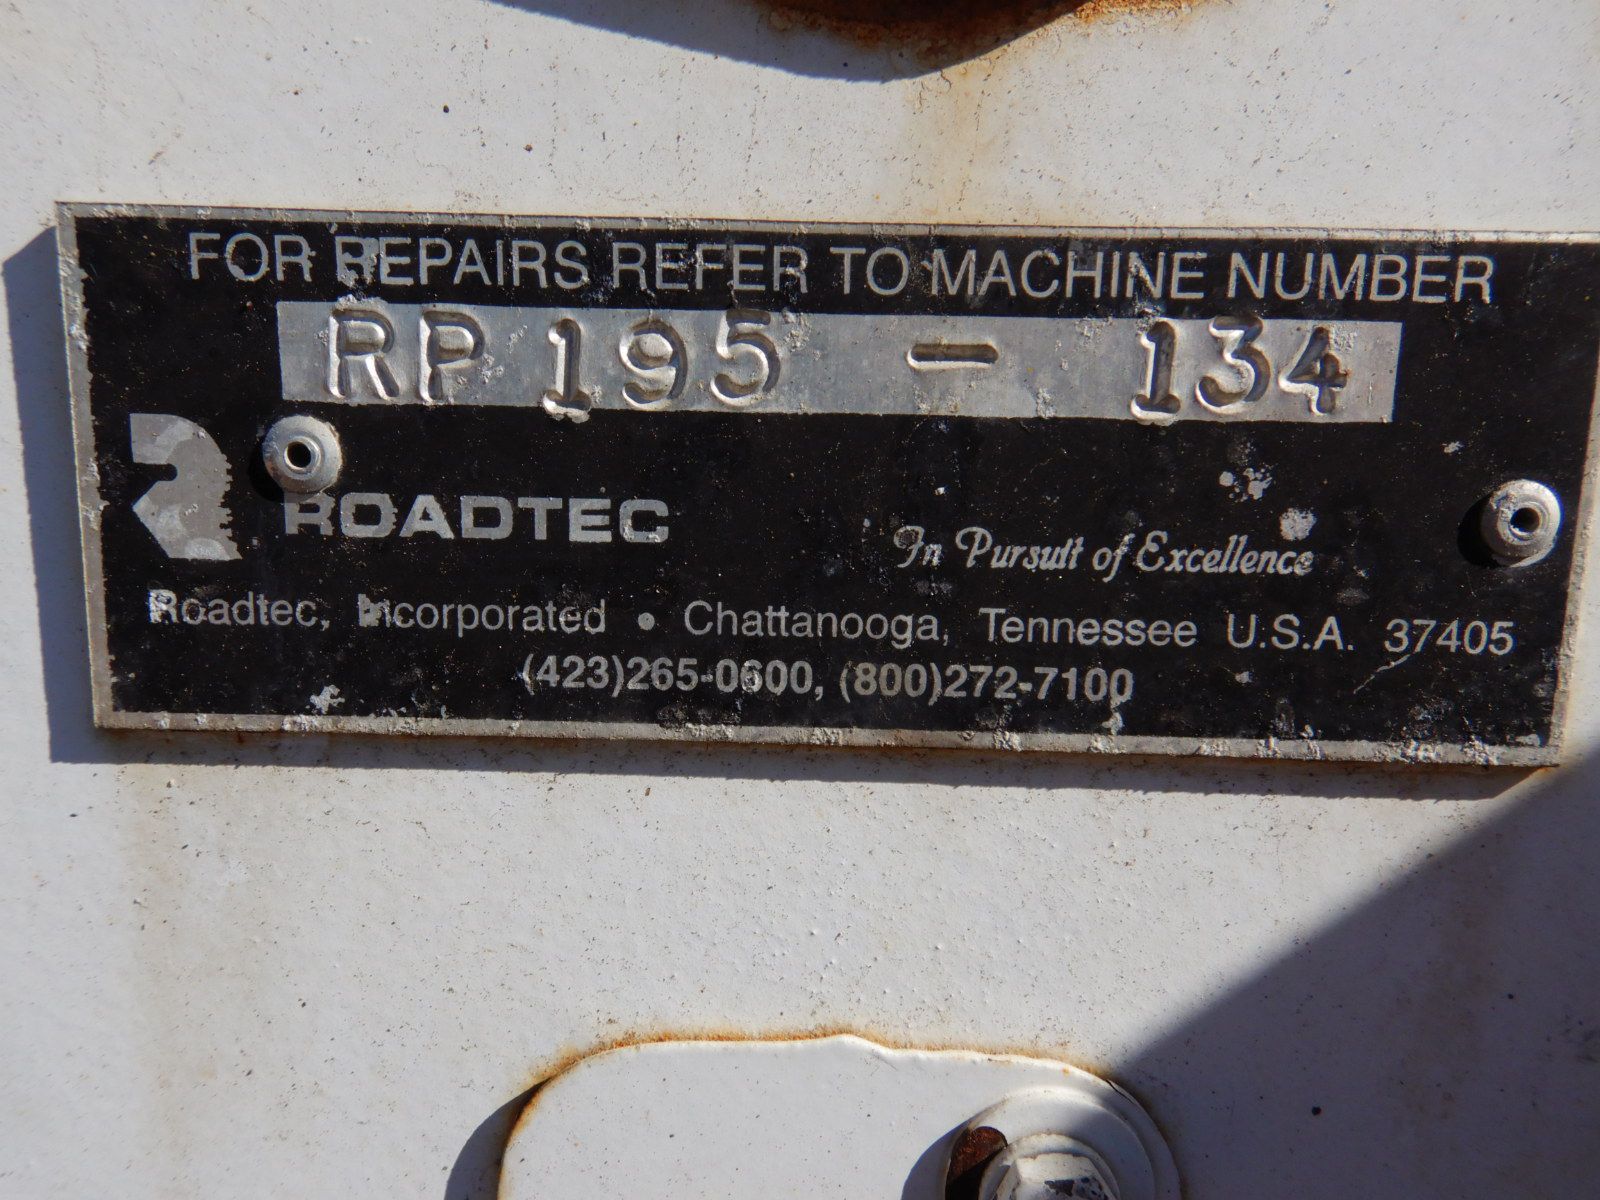 FOR REPAIRS REFER TO MACHINE NUMBER
RP 195 - 134
ROADTEC
In Pursuit of Excellence
Roadtec, Incorporated • Chattanooga, Tennessee U.S.A. 37405
(423)265-0600, (800)272-7100